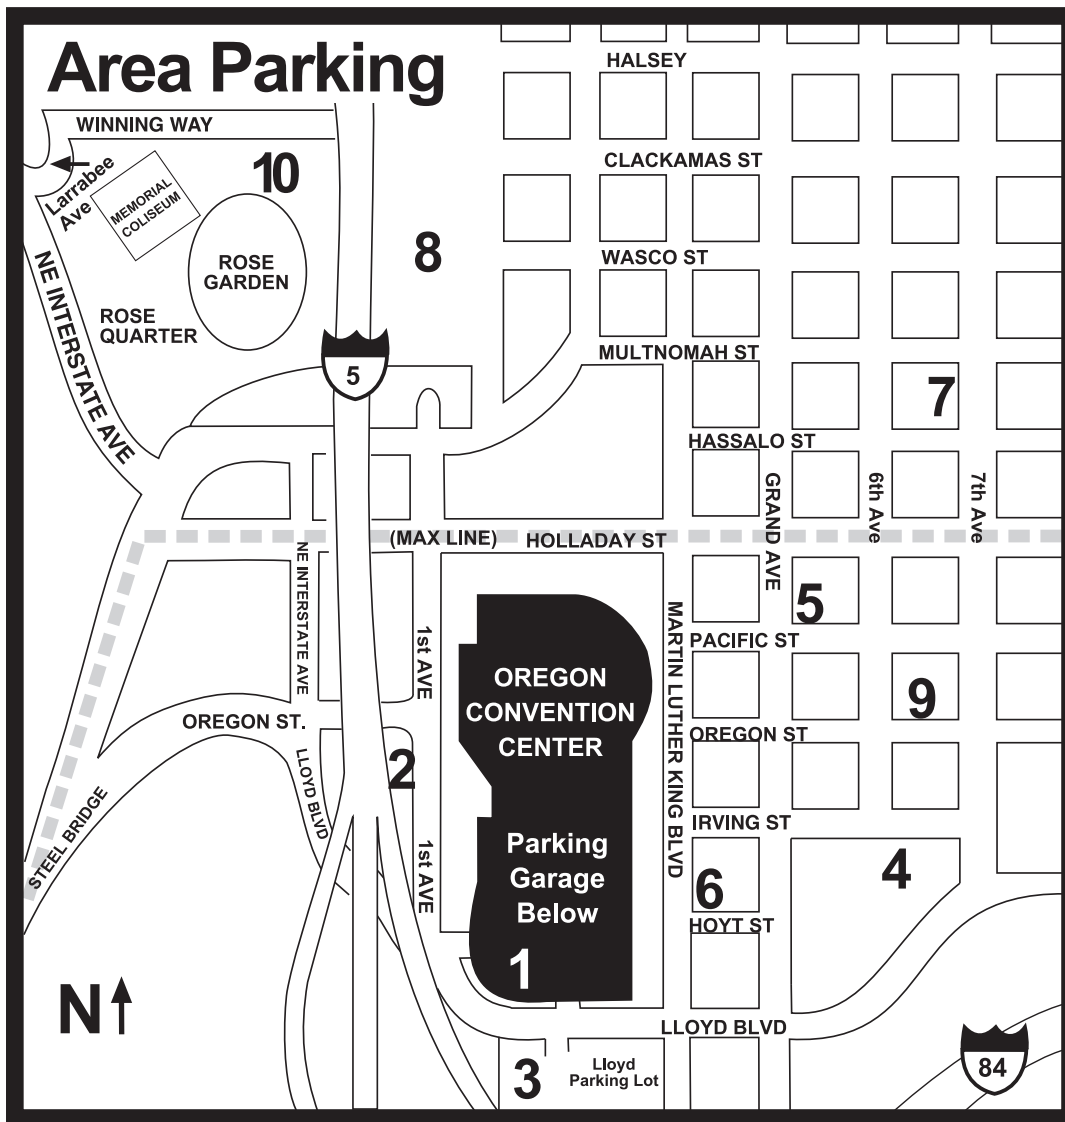 Area Parking
HALSEY
WINNING WAY
CLACKAMAS ST
10
Larrabee
Ave
MEMORIAL
COLISEUM
8
WASCO ST
ROSE
GARDEN
NE INTERSTATE AVE
ROSE
QUARTER
MULTNOMAH ST
5
7
HASSALO ST
GRAND AVE
6th Ave
7th Ave
(MAX LINE)
HOLLADAY ST
NE INTERSTATE AVE
5
1st AVE
MARTIN LUTHER KING BLVD
PACIFIC ST
OREGON
CONVENTION
CENTER
9
OREGON ST.
OREGON ST
LLOYD BLVD
2
STEEL BRIDGE
IRVING ST
1st AVE
Parking
Garage
Below
4
6
HOYT ST
1
N
LLOYD BLVD
3
Lloyd
Parking Lot
84